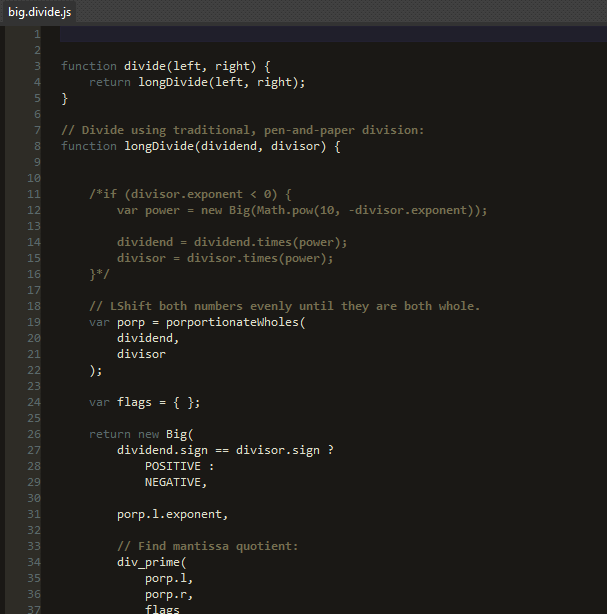 big.divide.js
1
2
3 function divide(left, right) {
4     return longDivide(left, right);
5 }
6
7 // Divide using traditional, pen-and-paper division:
8 function longDivide(dividend, divisor) {
9
10
11     /*if (divisor.exponent < 0) {
12         var power = new Big(Math.pow(10, -divisor.exponent));
13
14         dividend = dividend.times(power);
15         divisor = divisor.times(power);
16     }*/
17
18     // LShift both numbers evenly until they are both whole.
19     var porp = porportionateWholes(
20         dividend,
21         divisor
22     );
23
24     var flags = { };
25
26     return new Big(
27         dividend.sign == divisor.sign ?
28             POSITIVE :
29             NEGATIVE,
30
31         porp.l.exponent,
32
33         // Find mantissa quotient:
34         div_prime(
35             porp.l,
36             porp.r,
37             flags